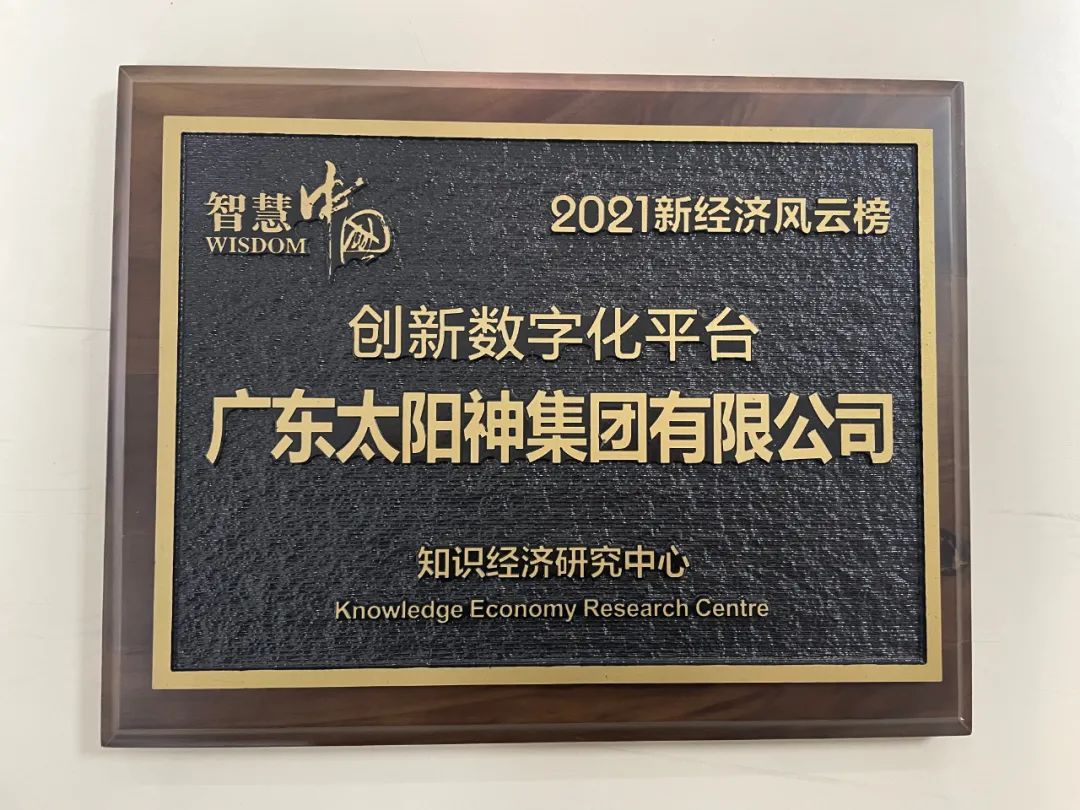 智慧中国
WISDOM
2021新经济风云榜
创新数字化平台
广东太阳神集团有限公司
知识经济研究中心
Knowledge Economy Research Centre